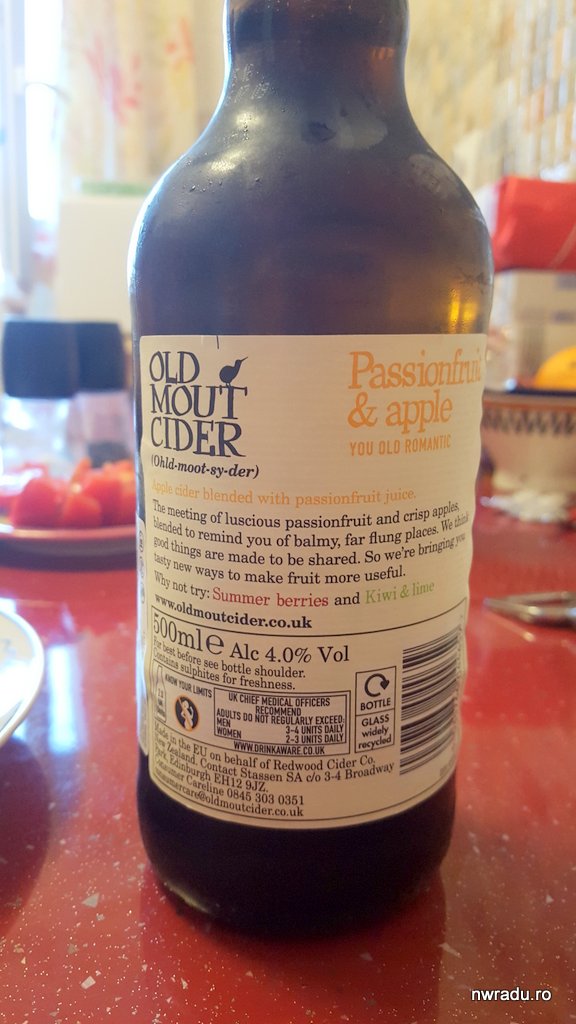 OLD
MOUT
CIDER
(Ohld-moot-sy-der)
Passionfruit
& apple
YOU OLD ROMANTIC
Apple cider blended with passionfruit juice.
The meeting of luscious passionfruit and crisp apples,
blended to remind you of balmy, far flung places. We think
good things are made to be shared. So we're bringing you
tasty new ways to make fruit more useful.
Why not try: Summer berries and Kiwi & lime
www.oldmoutcider.co.uk
500ml e Alc 4.0% Vol
For best before see bottle shoulder.
Contains sulphites for freshness.
KNOW YOUR LIMITS
UK CHIEF MEDICAL OFFICERS
RECOMMEND
ADULTS DO NOT REGULARLY EXCEED:
MEN 3-4 UNITS DAILY
WOMEN 2-3 UNITS DAILY
WWW.DRINKAWARE.CO.UK
BOTTLE
GLASS
widely
recycled
Made in the EU on behalf of Redwood Cider Co.
New Zealand. Contact Stassen SA c/o 3-4 Broadway
Park, Edinburgh EH12 9JZ.
Consumer Careline 0845 303 0351
consumercare@oldmoutcider.co.uk
nwradu.ro